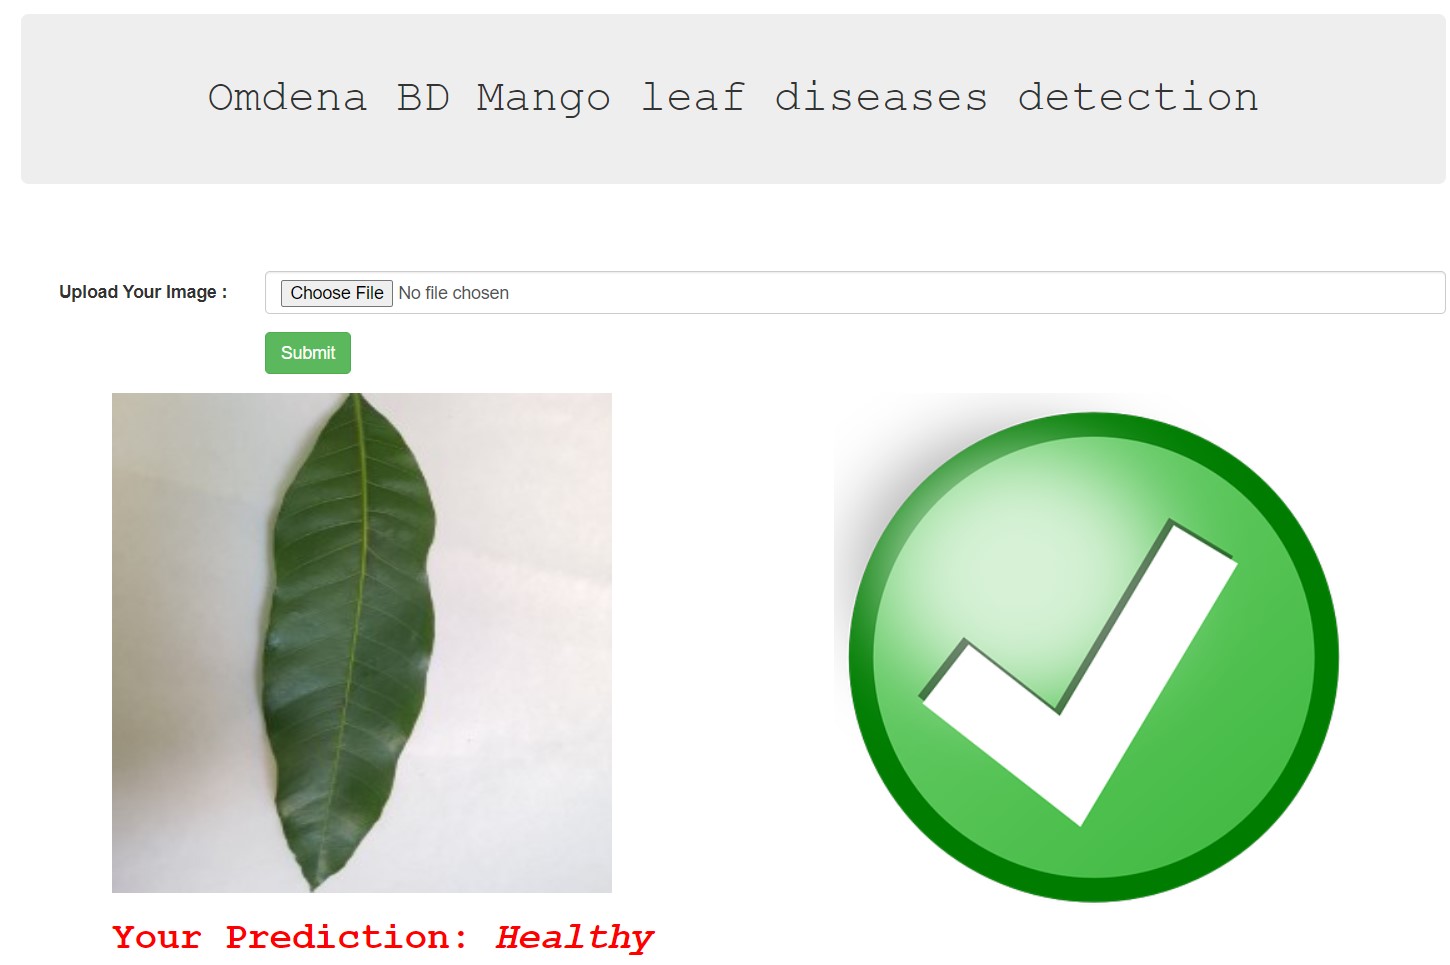 Omdena BD Mango leaf diseases detection
Upload Your Image :
Choose File No file chosen
Submit
Your Prediction: Healthy